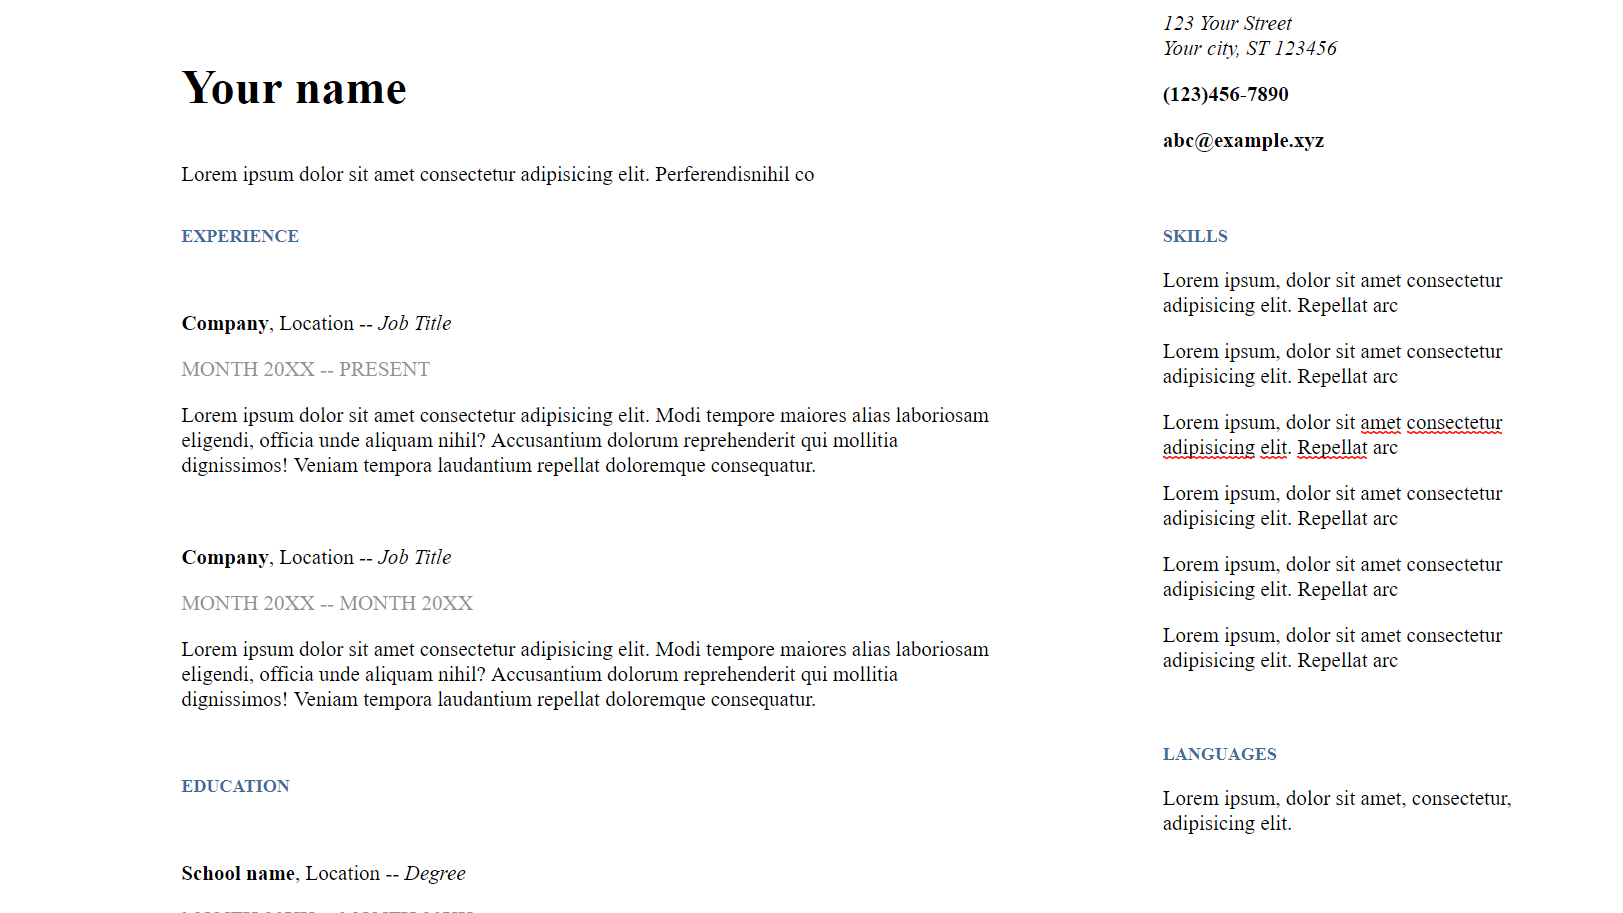 Your name
Lorem ipsum dolor sit amet consectetur adipisicing elit. Perferendisnihil co
EXPERIENCE
Company, Location -- Job Title
MONTH 20XX -- PRESENT
Lorem ipsum dolor sit amet consectetur adipisicing elit. Modi tempore maiores alias laboriosam
eligendi, officia unde aliquam nihil? Accusantium dolorum reprehenderit qui mollitia
dignissimos! Veniam tempora laudantium repellat doloremque consequatur.
Company, Location -- Job Title
MONTH 20XX -- MONTH 20XX
Lorem ipsum dolor sit amet consectetur adipisicing elit. Modi tempore maiores alias laboriosam
eligendi, officia unde aliquam nihil? Accusantium dolorum reprehenderit qui mollitia
dignissimos! Veniam tempora laudantium repellat doloremque consequatur.
EDUCATION
School name, Location -- Degree
123 Your Street
Your city, ST 123456
(123)456-7890
abc@example.xyz
SKILLS
Lorem ipsum, dolor sit amet consectetur
adipisicing elit. Repellat arc
Lorem ipsum, dolor sit amet consectetur
adipisicing elit. Repellat arc
Lorem ipsum, dolor sit amet consectetur
adipisicing elit. Repellat arc
Lorem ipsum, dolor sit amet consectetur
adipisicing elit. Repellat arc
Lorem ipsum, dolor sit amet consectetur
adipisicing elit. Repellat arc
Lorem ipsum, dolor sit amet consectetur
adipisicing elit. Repellat arc
LANGUAGES
Lorem ipsum, dolor sit amet, consectetur,
adipisicing elit.